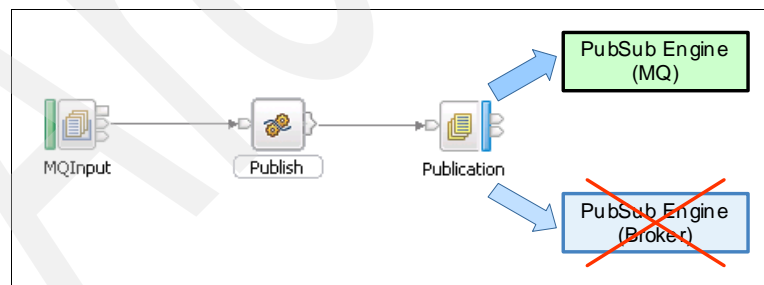 PubSub Engine
(MQ)
MQInput
Publish
Publication
PubSub Engine
(Broker)